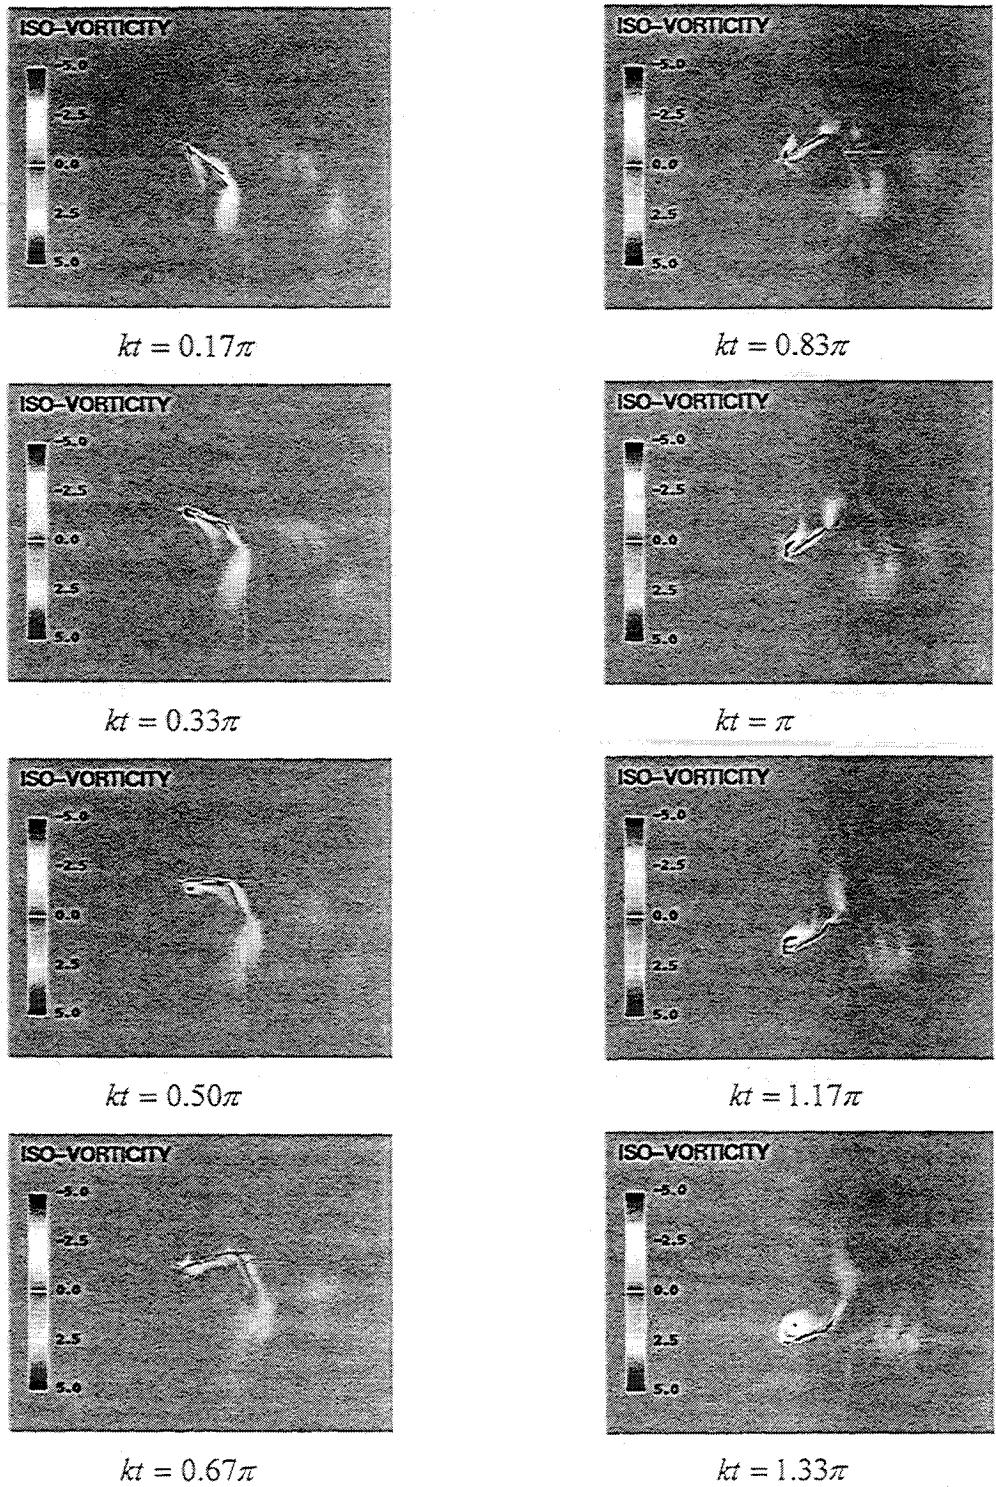 ISO-VORTICITY
-5.0
-2.5
0.0
2.5
5.0
kt = 0.17π
ISO-VORTICITY
-5.0
-2.5
0.0
2.5
5.0
kt = 0.33π
ISO-VORTICITY
-5.0
-2.5
0.0
2.5
5.0
kt = 0.50π
ISO-VORTICITY
-5.0
-2.5
0.0
2.5
5.0
kt = 0.67π
ISO-VORTICITY
-5.0
-2.5
0.0
2.5
5.0
kt = 0.83π
ISO-VORTICITY
-5.0
-2.5
0.0
2.5
5.0
kt = π
ISO-VORTICITY
-5.0
-2.5
0.0
2.5
5.0
kt = 1.17π
ISO-VORTICITY
-5.0
-2.5
0.0
2.5
5.0
kt = 1.33π